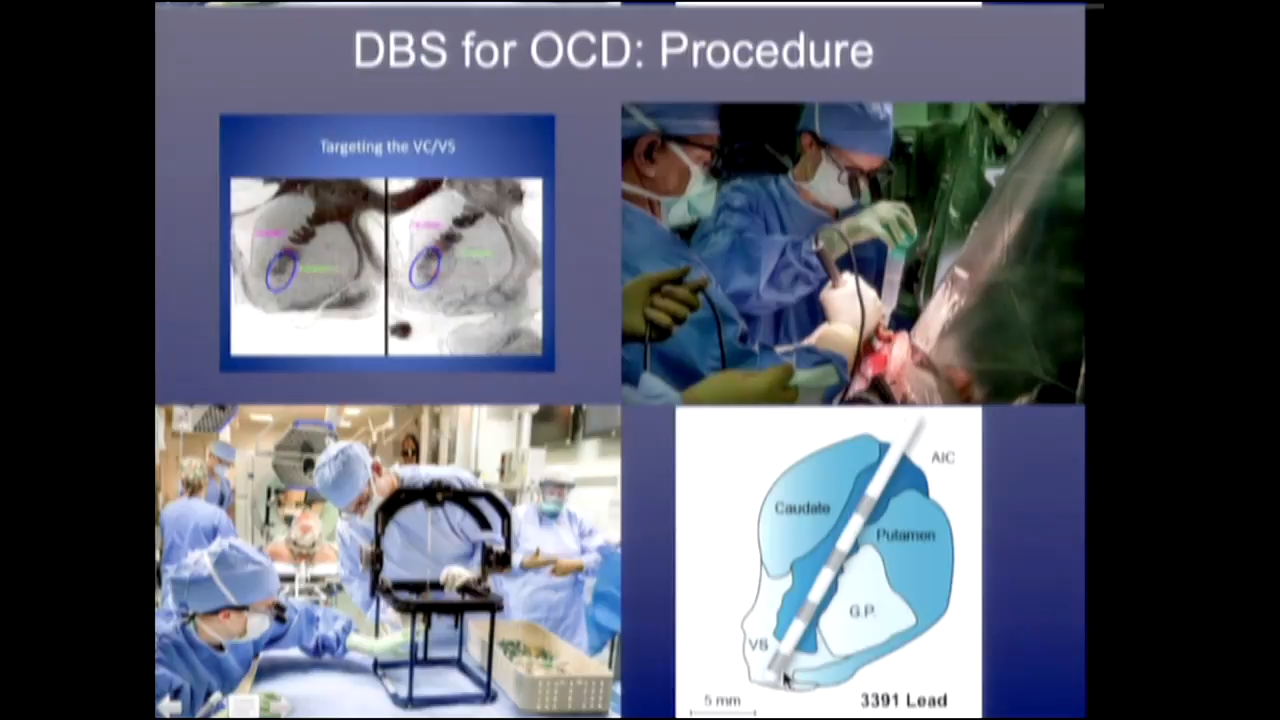 DBS for OCD: Procedure
Targeting the VC/VS
AIC
Caudate
Putamen
G.P.
VS
5 mm
3391 Lead